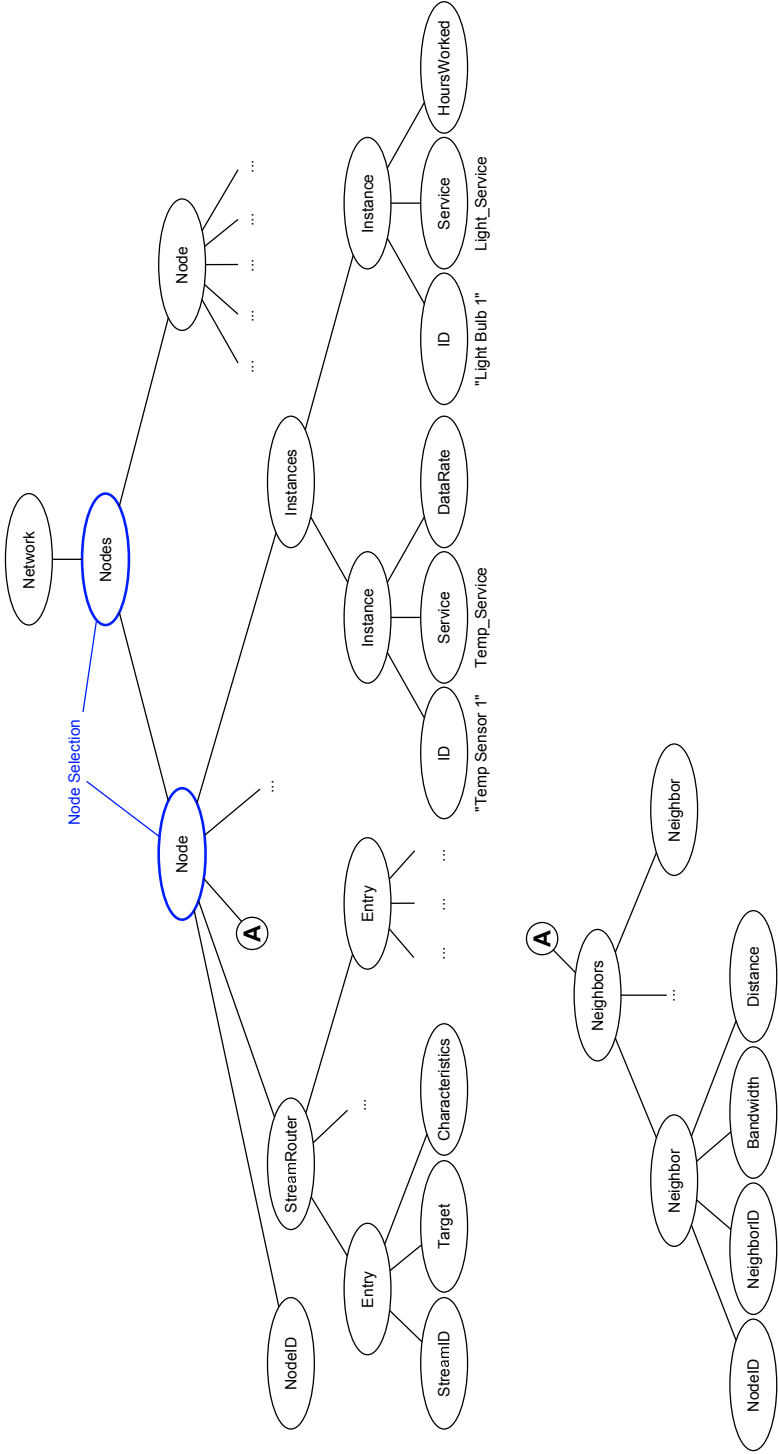 Network
Node Selection
Nodes
Node
Node
A
...
...
...
...
...
...
NodeID
StreamRouter
Instances
Entry
...
Entry
Instance
Instance
StreamID
Target
Characteristics
...
...
...
ID
Service
DataRate
ID
Service
HoursWorked
"Temp Sensor 1"
Temp_Service
"Light Bulb 1"
Light_Service
A
Neighbors
Neighbor
...
Neighbor
NodeID
NeighborID
Bandwidth
Distance